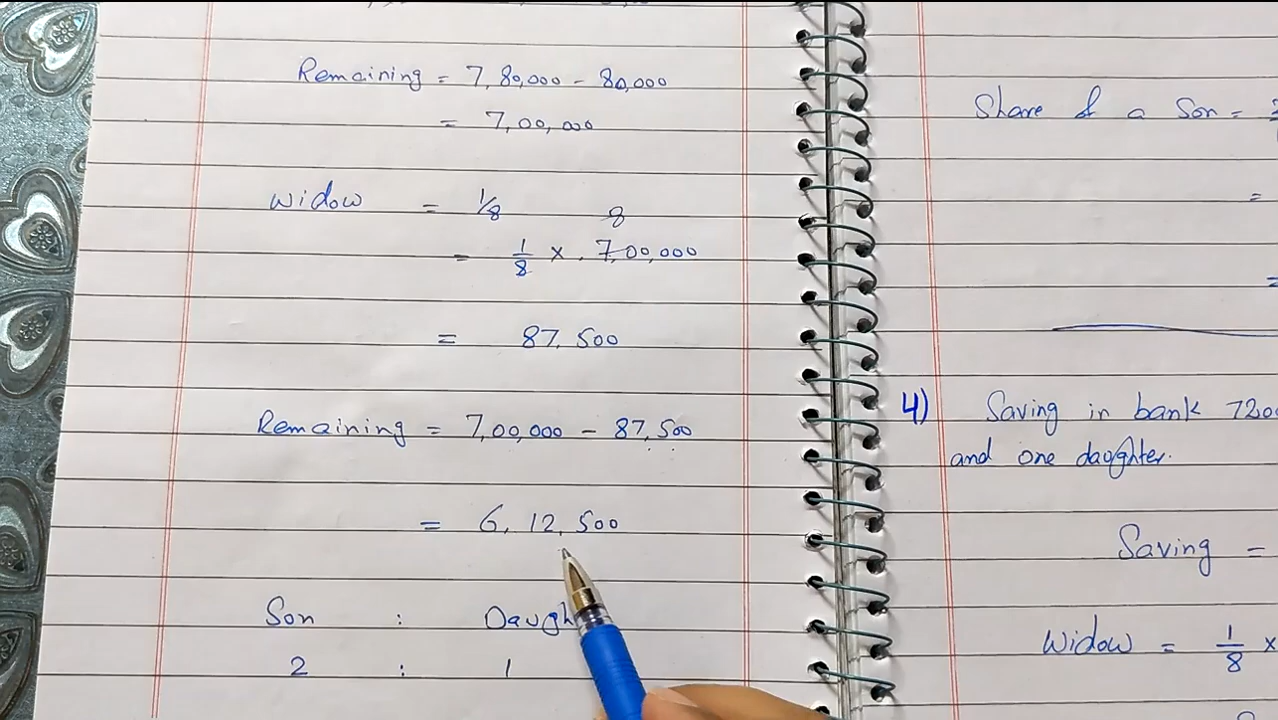 Remaining = 7,80,000 - 80,000
= 7,00,000
Widow = 1/8 8
= 1/8 × 7,00,000
= 87,500
Remaining = 7,00,000 - 87,500
= 6,12,500
Son : Daugh
2 : 1
Share of a Son =
=
=
4) Saving in bank 720
and one daughter.
Saving =
Widow = 1/8 ×